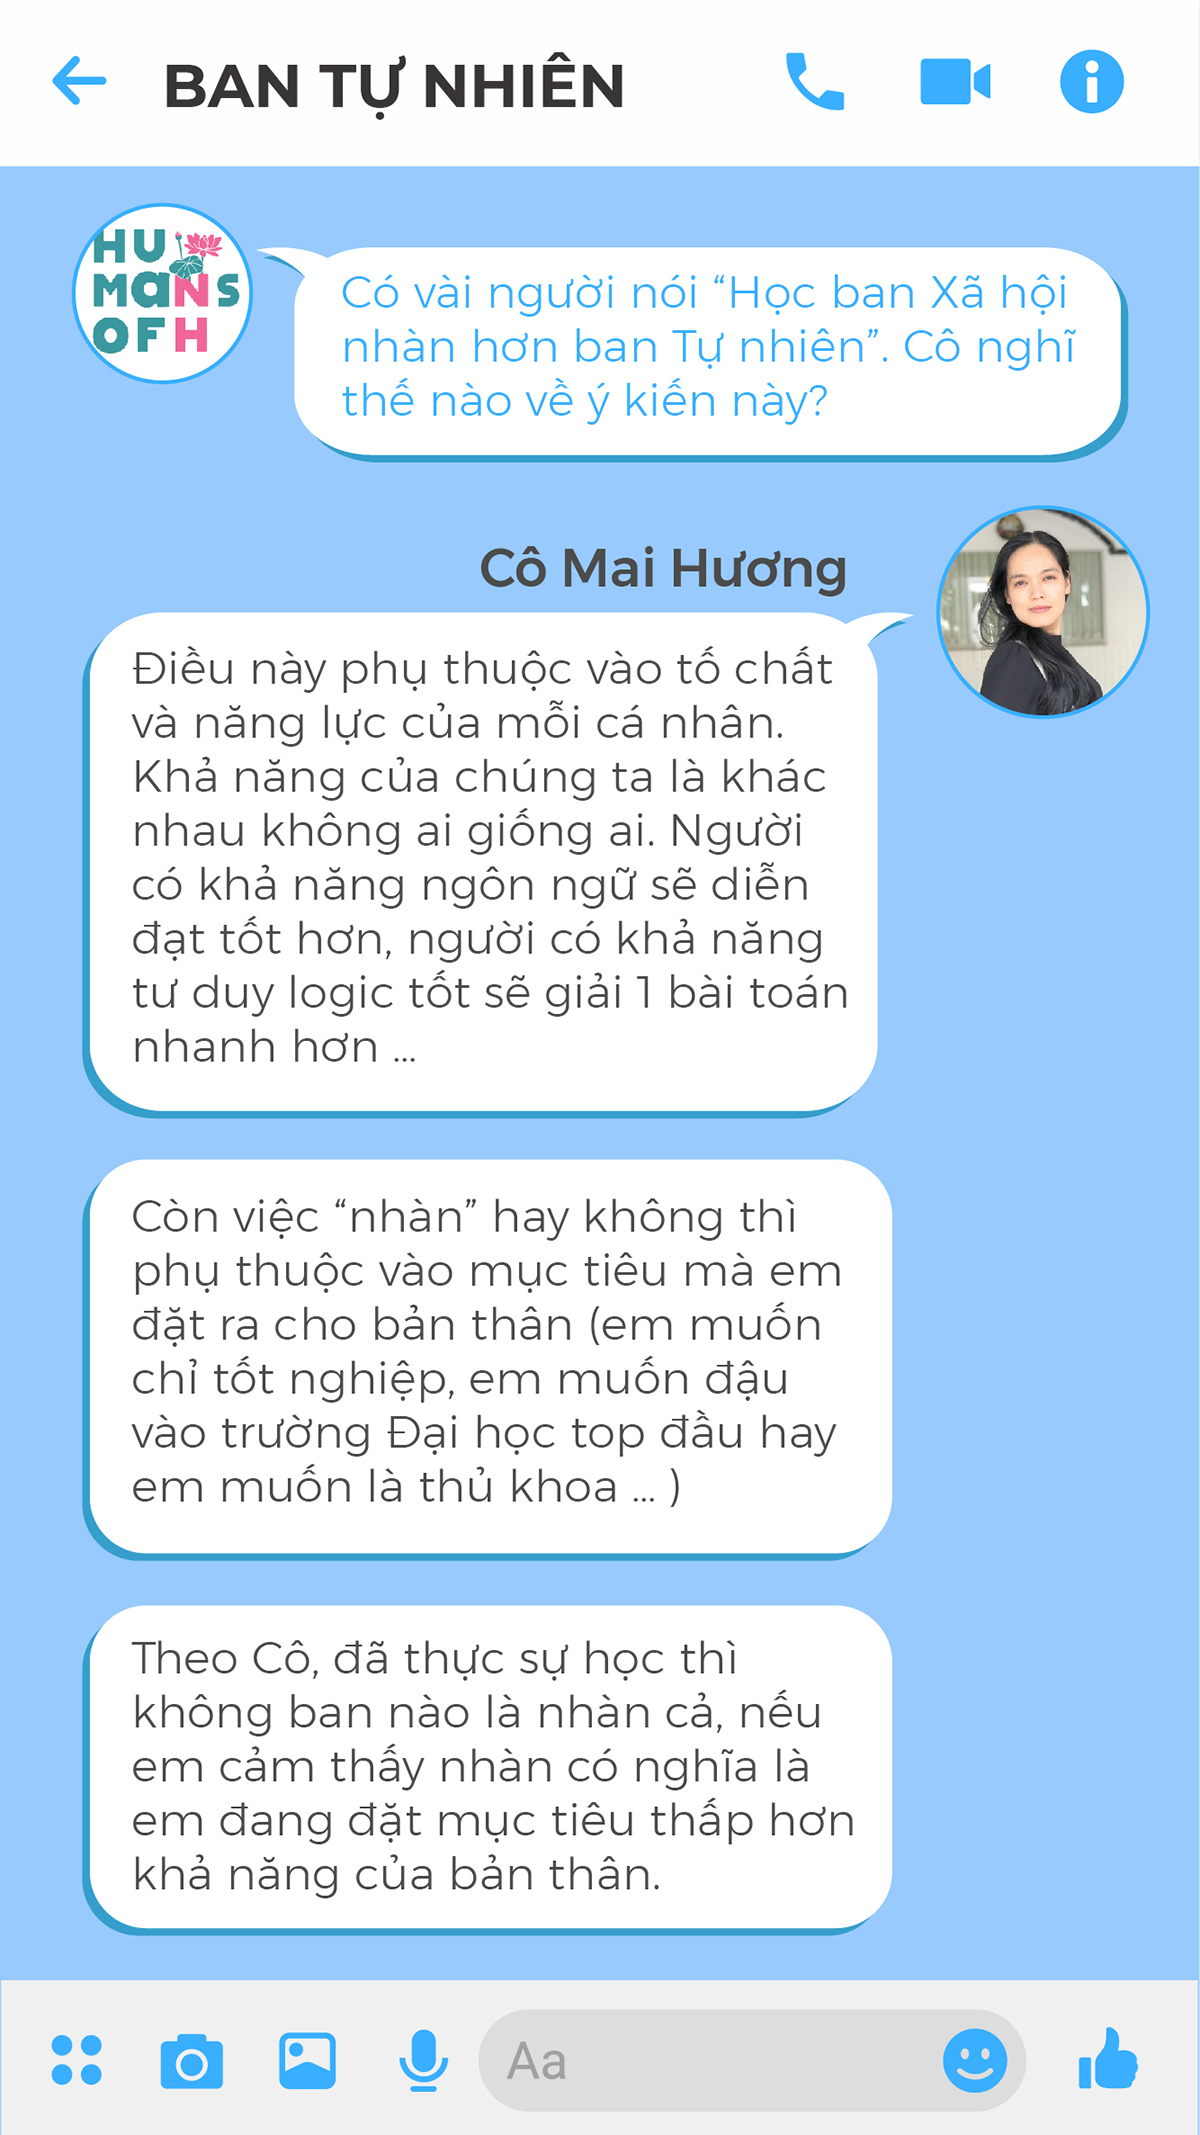 BAN TỰ NHIÊN
HU
MaNS
OF H
Có vài người nói “Học ban Xã hội
nhàn hơn ban Tự nhiên”. Cô nghĩ
thế nào về ý kiến này?
Cô Mai Hương
Điều này phụ thuộc vào tố chất
và năng lực của mỗi cá nhân.
Khả năng của chúng ta là khác
nhau không ai giống ai. Người
có khả năng ngôn ngữ sẽ diễn
đạt tốt hơn, người có khả năng
tư duy logic tốt sẽ giải 1 bài toán
nhanh hơn ...
Còn việc “nhàn” hay không thì
phụ thuộc vào mục tiêu mà em
đặt ra cho bản thân (em muốn
chỉ tốt nghiệp, em muốn đậu
vào trường Đại học top đầu hay
em muốn là thủ khoa ... )
Theo Cô, đã thực sự học thì
không ban nào là nhàn cả, nếu
em cảm thấy nhàn có nghĩa là
em đang đặt mục tiêu thấp hơn
khả năng của bản thân.
Aa